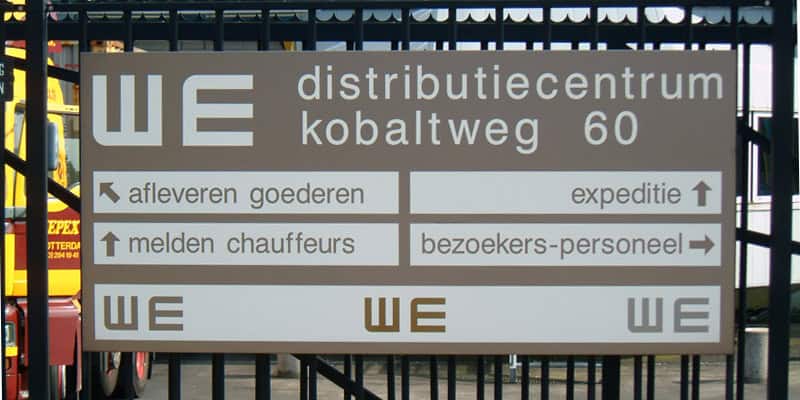 WE distributiecentrum
kobaltweg 60
afleveren goederen
expeditie
melden chauffeurs
bezoekers-personeel
WE WE WE